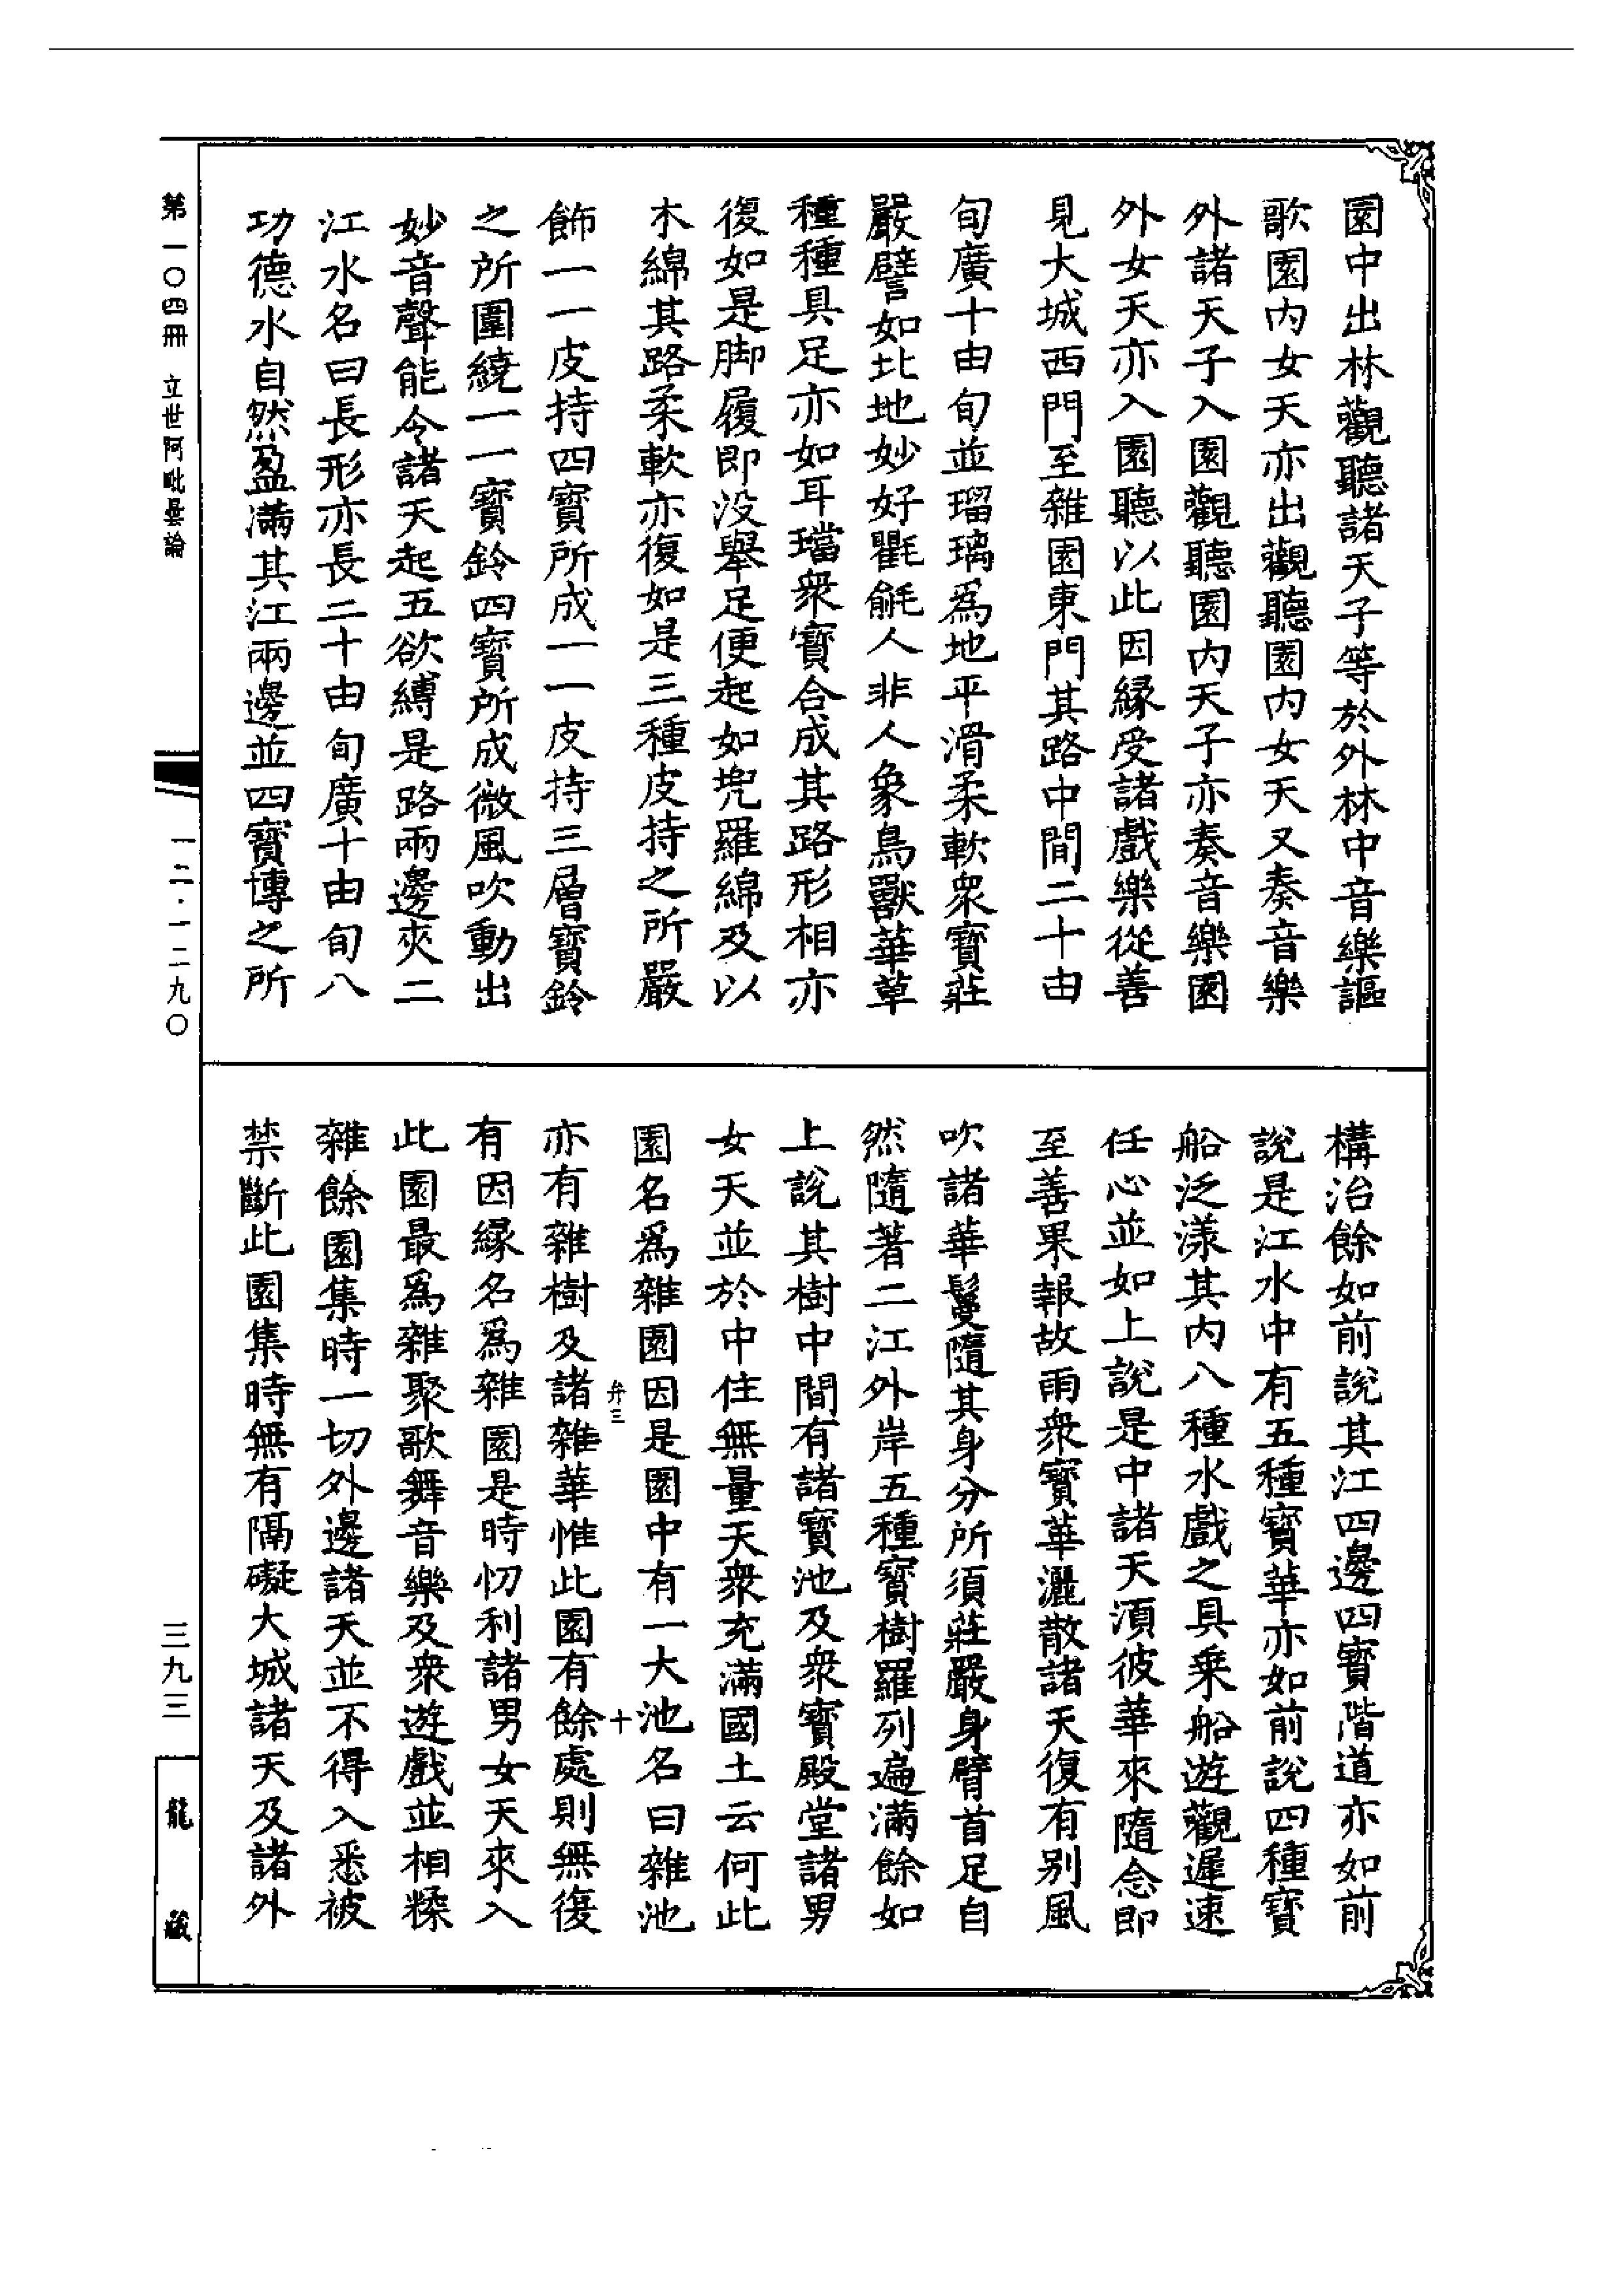 園中出林觀聽諸天子等於外林中音樂謳
歌園内女天亦出觀聽園内女天又奏音樂
外諸天子入園觀聽園内天子亦奏音樂園
外女天亦入園聽以此因縁受諸戲樂從善
見大城西門至雜園東門其路中間二十由
旬廣十由旬並瑠璃爲地平滑柔軟衆寶莊
嚴譬如北地妙好氍毹人非人象鳥獸華草
種種具足亦如耳璫衆寶合成其路形相亦
復如是脚履即没舉足便起如兜羅綿及以
木綿其路柔軟亦復如是三種皮持之所嚴
飾一一皮持四寶所成一一皮持三層寶鈴
之所圍繞一一寶鈴四寶所成微風吹動出
妙音聲能令諸天起五欲縛是路兩邊夾二
江水名曰長形亦長二十由旬廣十由旬八
功德水自然盈滿其江兩邊並四寶塼之所
構治餘如前說其江四邊四寶階道亦如前
說是江水中有五種寶華亦如前說四種寶
船泛漾其内八種水戲之具乗船遊觀遲速
任心並如上說是中諸天須彼華來隨念即
至善果報故雨衆寶華灑散諸天復有别風
吹諸華鬘隨其身分所須莊嚴身臂首足自
然隨著二江外岸五種寶樹羅列遍滿餘如
上說其樹中間有諸寶池及衆寶殿堂諸男
女天並於中住無量天衆充滿國土云何此
園名爲雜園因是園中有一大池名曰雜池
弁三
十
亦有雜樹及諸雜華惟此園有餘處則無復
有因縁名爲雜園是時忉利諸男女天來入
此園最爲雜聚歌舞音樂及衆遊戲並相糅
雜餘園集時一切外邊諸天並不得入悉被
禁斷此園集時無有隔礙大城諸天及諸外
第一〇四冊 立世阿毗曇論
一二·一二九〇
三九三
龍藏